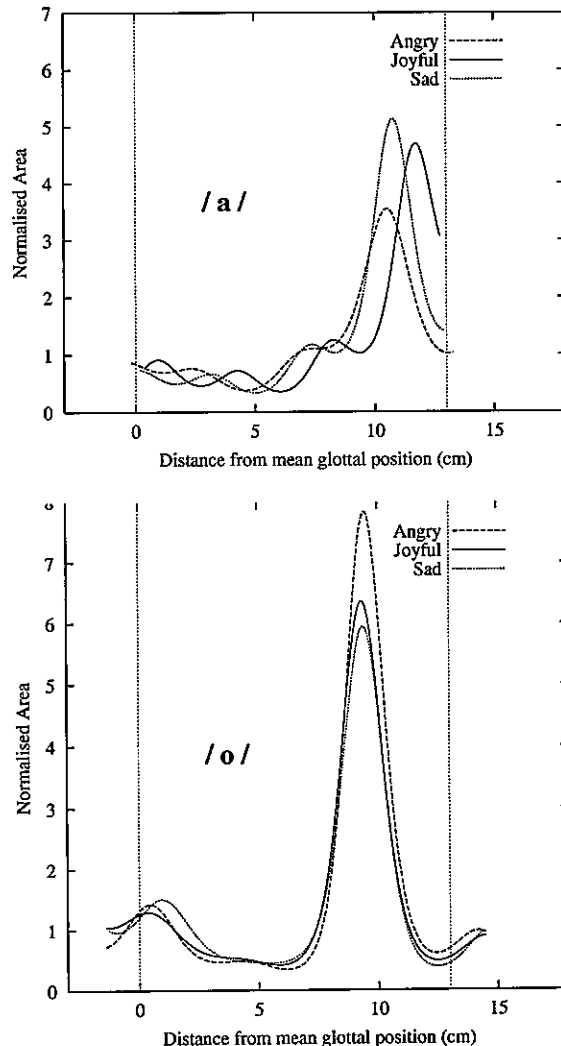 7
6
5
4
3
2
1
0
Normalised Area
Angry
Joyful
Sad
/ a /
0 5 10 15
Distance from mean glottal position (cm)
8
7
6
5
4
3
2
1
0
Normalised Area
Angry
Joyful
Sad
/ o /
0 5 10 15
Distance from mean glottal position (cm)